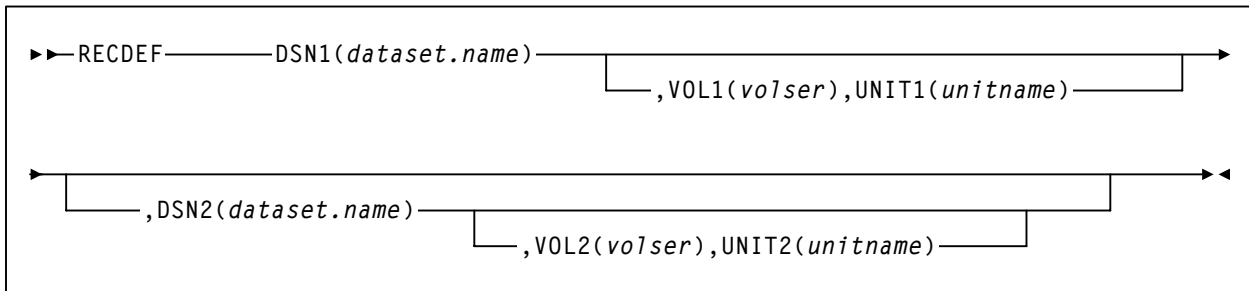 RECDEF DSN1(dataset.name)
,VOL1(volser),UNIT1(unitname)
,DSN2(dataset.name)
,VOL2(volser),UNIT2(unitname)